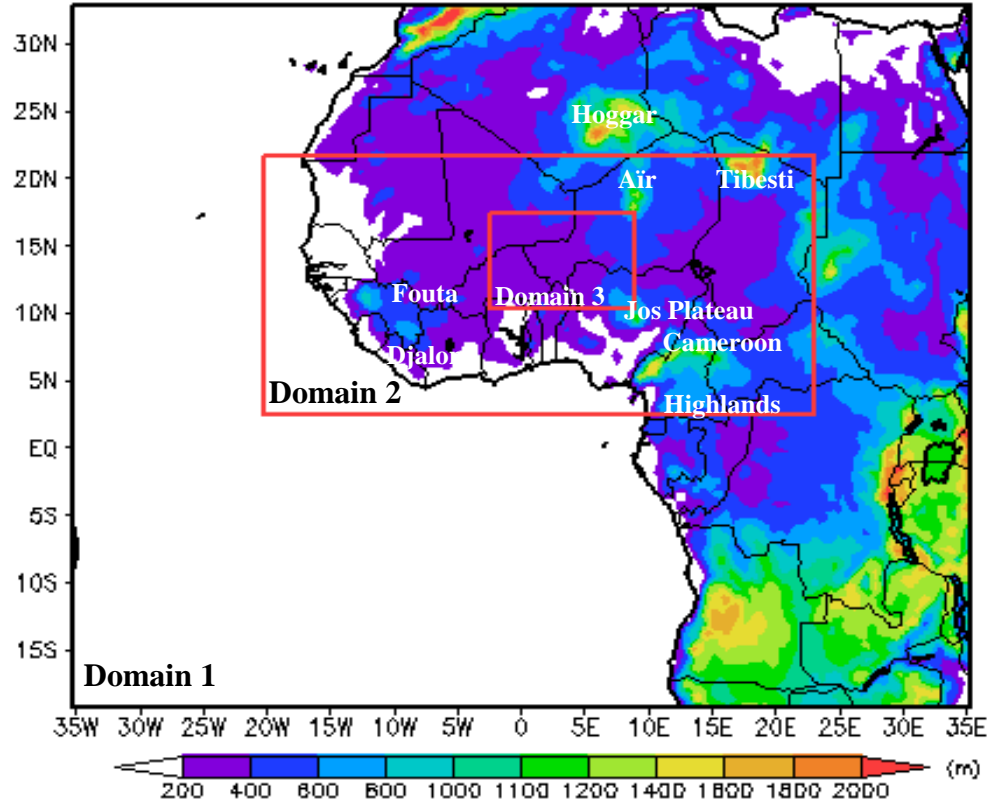 30N
25N
Hoggar
20N
Aïr
Tibesti
15N
Fouta
Domain 3
10N
Jos Plateau
Cameroon
Djalon
5N
Domain 2
Highlands
EQ
5S
10S
15S
Domain 1
35W 30W 25W 20W 15W 10W 5W 0 5E 10E 15E 20E 25E 30E 35E
200 400 600 800 1000 1100 1200 1400 1600 1800 2000 (m)